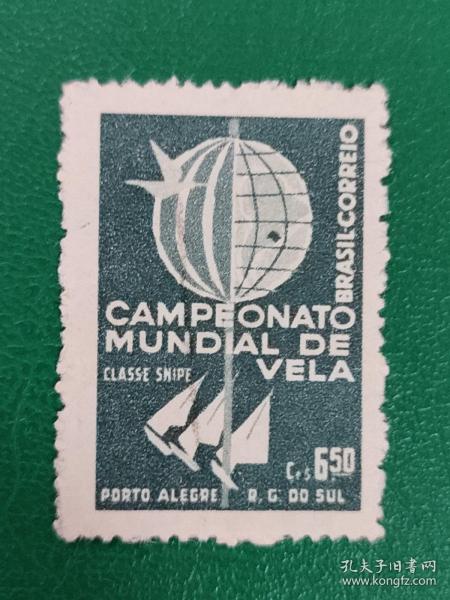 BRASIL-CORREIO
CAMPEONATO
MUNDIAL DE
CLASSE SNIPE VELA
Cr$ 6,50
PORTO ALEGRE R. G. DO SUL
孔夫子旧书网
www.kongfz.com